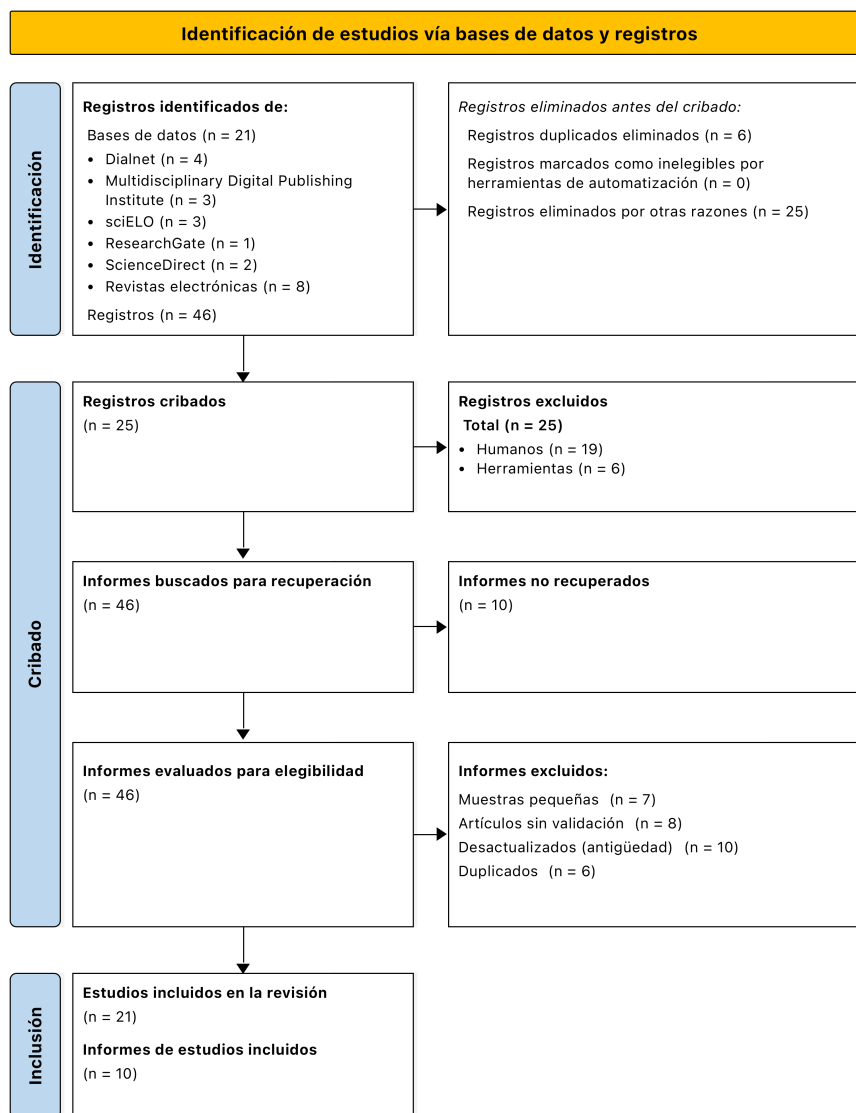 Identificación de estudios vía bases de datos y registros
Identificación
Registros identificados de:
Bases de datos (n = 21)
• Dialnet (n = 4)
• Multidisciplinary Digital Publishing
Institute (n = 3)
• sciELO (n = 3)
• ResearchGate (n = 1)
• ScienceDirect (n = 2)
• Revistas electrónicas (n = 8)
Registros (n = 46)
Registros eliminados antes del cribado:
Registros duplicados eliminados (n = 6)
Registros marcados como inelegibles por
herramientas de automatización (n = 0)
Registros eliminados por otras razones (n = 25)
Cribado
Registros cribados
(n = 25)
Registros excluidos
Total (n = 25)
• Humanos (n = 19)
• Herramientas (n = 6)
Informes buscados para recuperación
(n = 46)
Informes no recuperados
(n = 10)
Informes evaluados para elegibilidad
(n = 46)
Informes excluidos:
Muestras pequeñas (n = 7)
Artículos sin validación (n = 8)
Desactualizados (antigüedad) (n = 10)
Duplicados (n = 6)
Inclusión
Estudios incluidos en la revisión
(n = 21)
Informes de estudios incluidos
(n = 10)